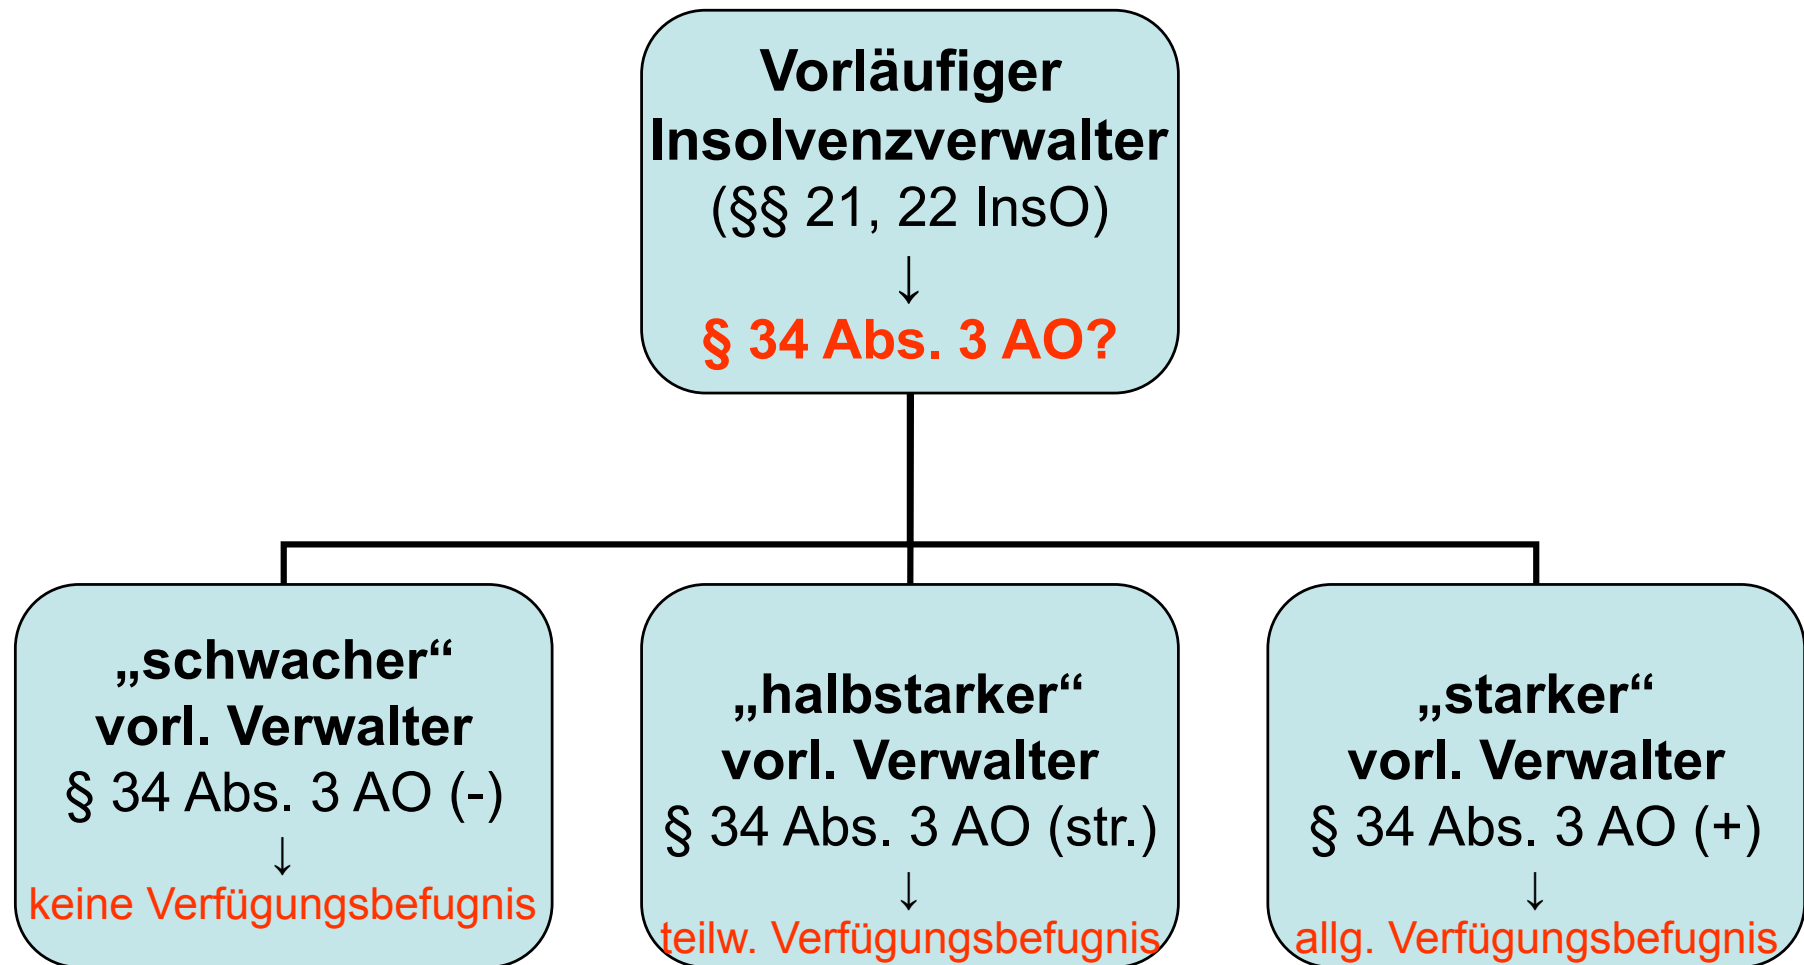 Vorläufiger
Insolvenzverwalter
(§§ 21, 22 InsO)
↓
§ 34 Abs. 3 AO?
„schwacher“
vorl. Verwalter
§ 34 Abs. 3 AO (-)
↓
keine Verfügungsbefugnis
„halbstarker“
vorl. Verwalter
§ 34 Abs. 3 AO (str.)
↓
teilw. Verfügungsbefugnis
„starker“
vorl. Verwalter
§ 34 Abs. 3 AO (+)
↓
allg. Verfügungsbefugnis